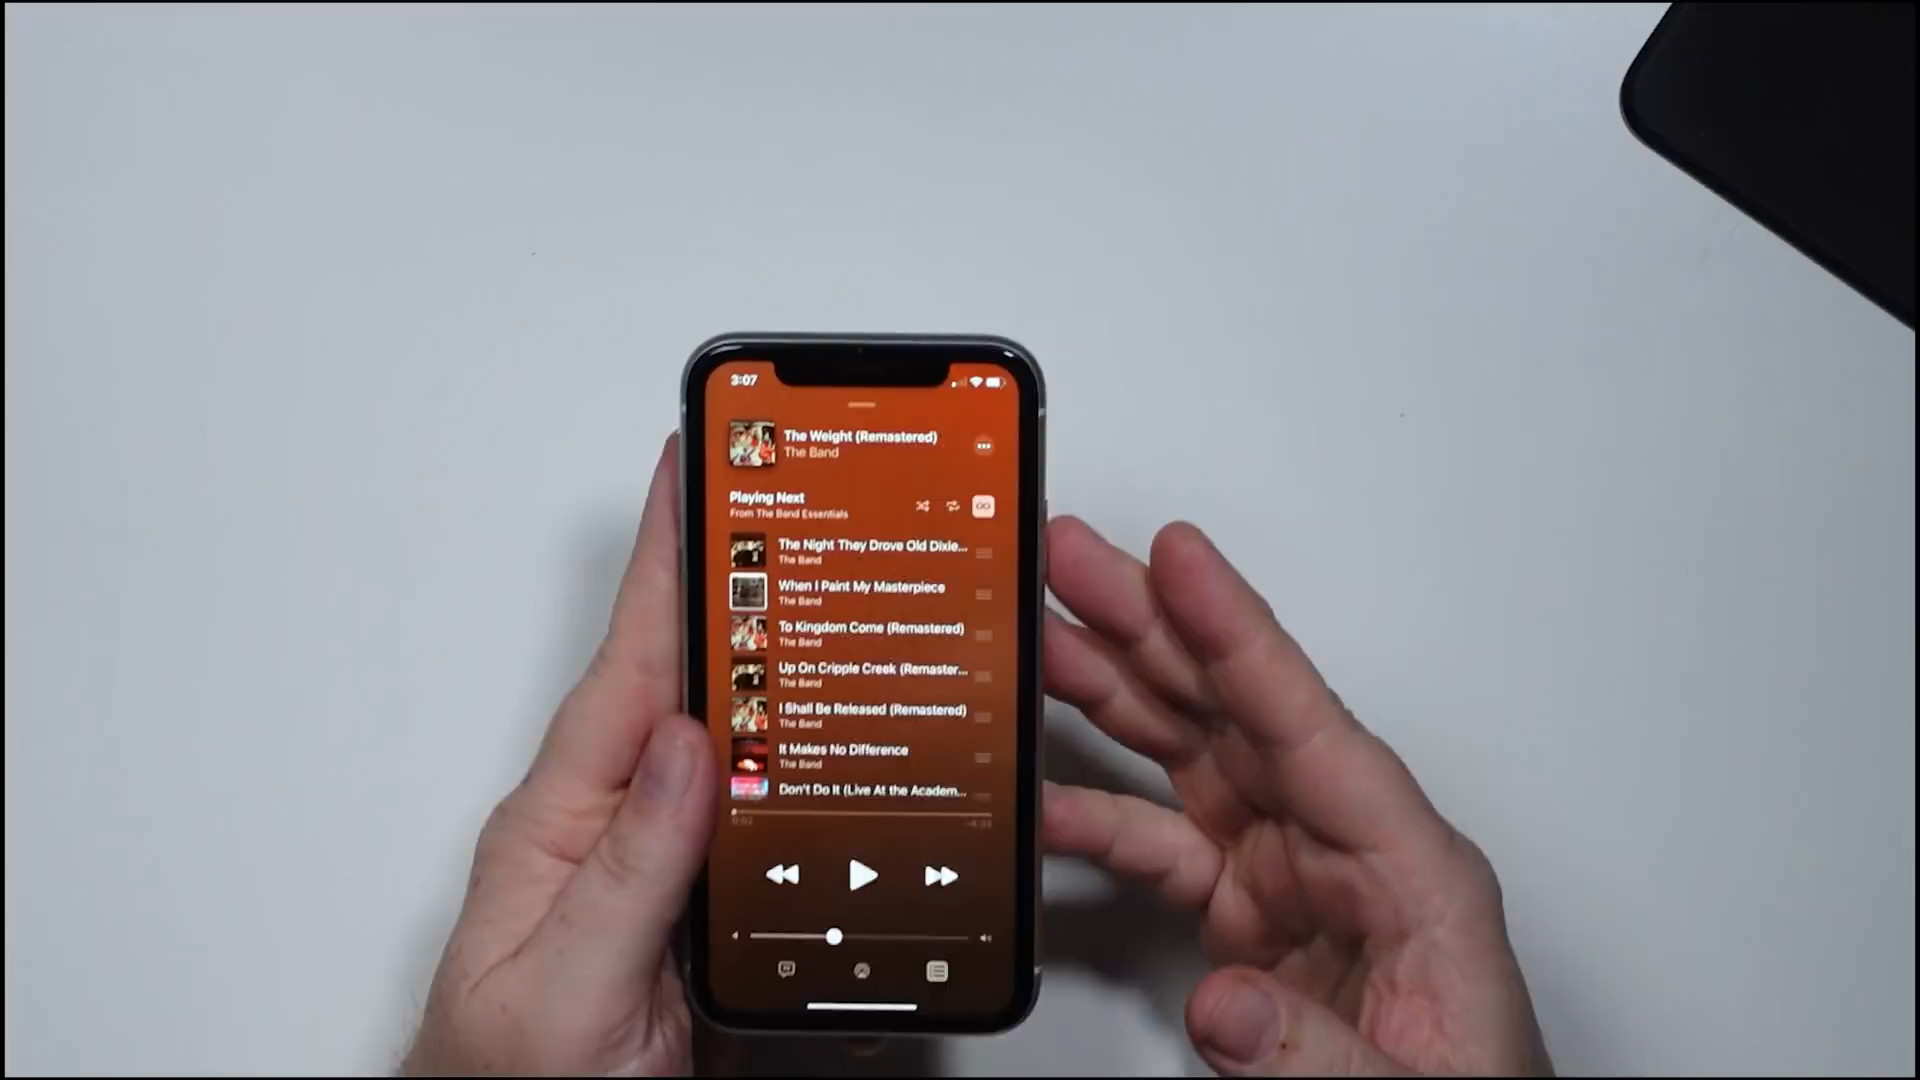 3:07
The Weight (Remastered)
The Band
Playing Next
From The Band Essentials
The Night They Drove Old Dixie...
The Band
When I Paint My Masterpiece
The Band
To Kingdom Come (Remastered)
The Band
Up On Cripple Creek (Remaster...
The Band
I Shall Be Released (Remastered)
The Band
It Makes No Difference
The Band
Don't Do It (Live At the Academ...